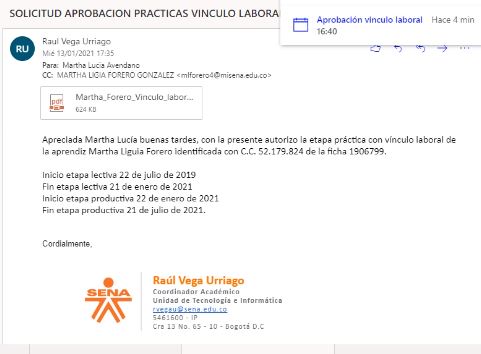 SOLICITUD APROBACION PRACTICAS VINCULO LABORA
Aprobación vinculo laboral Hace 4 min
16:40
RU
Raul Vega Urriago
Mié 13/01/2021 17:35
Para: Martha Lucia Avendano
CC: MARTHA LIGIA FORERO GONZALEZ <mlforero4@misena.edu.co>
pdf
Martha_Forero_Vinculo_labor...
624 KB
Apreciada Martha Lucía buenas tardes, con la presente autorizo la etapa práctica con vínculo laboral de
la aprendiz Martha Liguia Forero identificada con C.C. 52.179.824 de la ficha 1906799.
Inicio etapa lectiva 22 de julio de 2019
Fin etapa lectiva 21 de enero de 2021
Inicio etapa productiva 22 de enero de 2021
Fin etapa productiva 21 de julio de 2021.
Cordialmente,
SENA
Raúl Vega Urriago
Coordinador Académico
Unidad de Tecnología e Informática
rvegau@sena.edu.co
5461600 - IP
Cra 13 No. 65 - 10 - Bogotá D.C